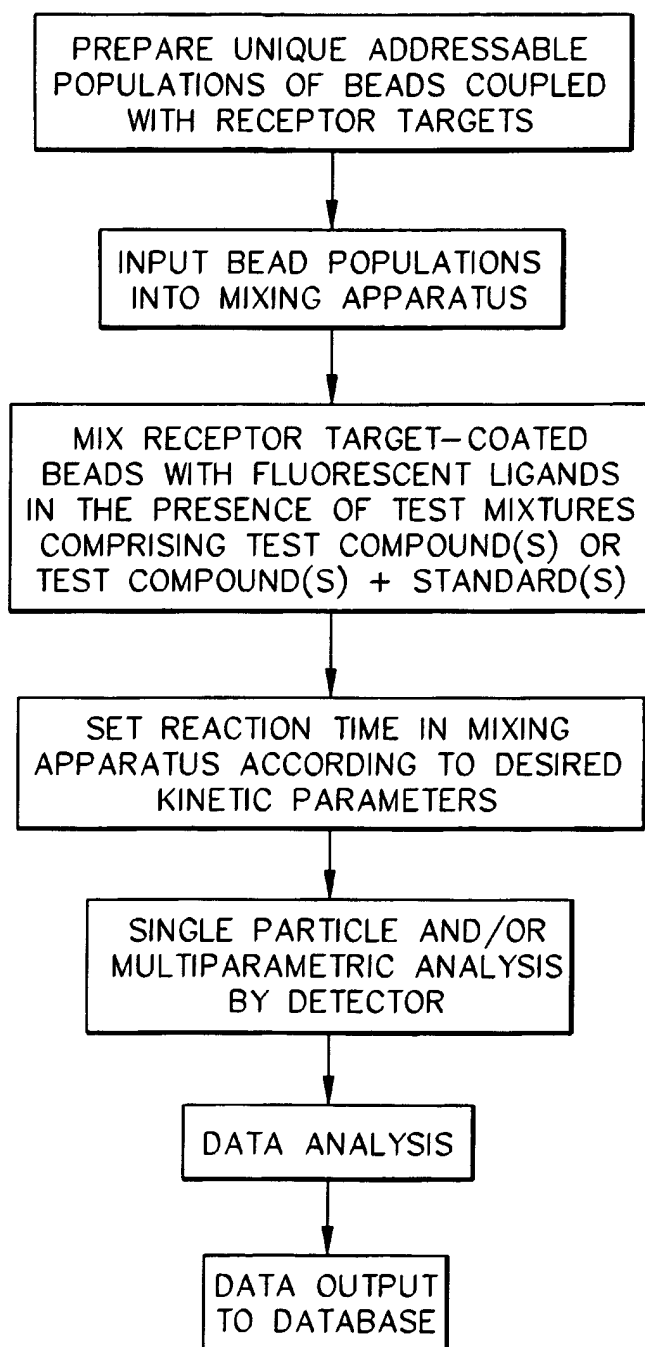 PREPARE UNIQUE ADDRESSABLE
POPULATIONS OF BEADS COUPLED
WITH RECEPTOR TARGETS
INPUT BEAD POPULATIONS
INTO MIXING APPARATUS
MIX RECEPTOR TARGET-COATED
BEADS WITH FLUORESCENT LIGANDS
IN THE PRESENCE OF TEST MIXTURES
COMPRISING TEST COMPOUND(S) OR
TEST COMPOUND(S) + STANDARD(S)
SET REACTION TIME IN MIXING
APPARATUS ACCORDING TO DESIRED
KINETIC PARAMETERS
SINGLE PARTICLE AND/OR
MULTIPARAMETRIC ANALYSIS
BY DETECTOR
DATA ANALYSIS
DATA OUTPUT
TO DATABASE